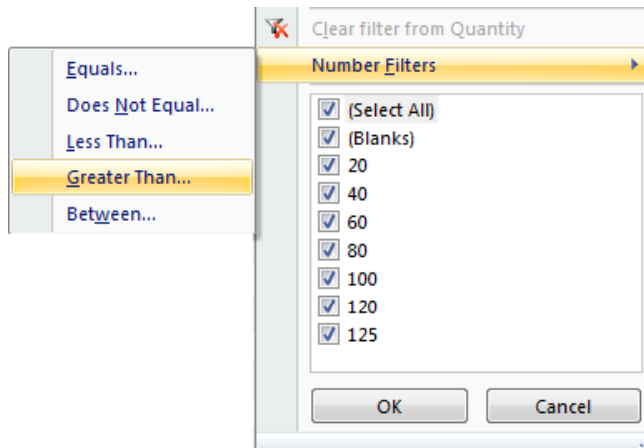 Clear filter from Quantity
Number Filters
Equals...
Does Not Equal...
Less Than...
Greater Than...
Between...
(Select All)
(Blanks)
20
40
60
80
100
120
125
OK
Cancel